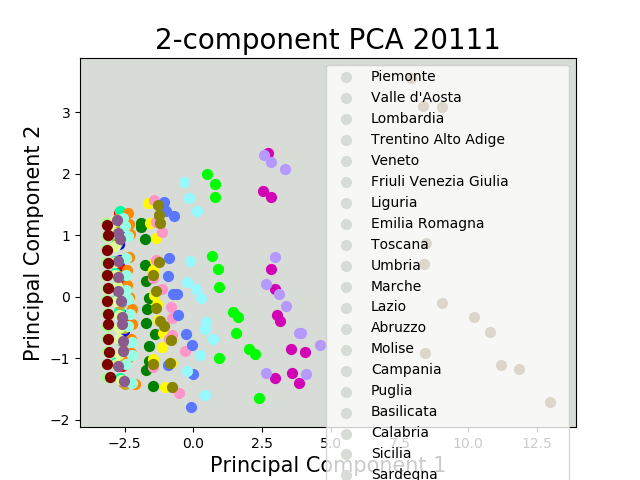 2-component PCA 20111
Principal Component 2
3
2
1
0
−1
−2
−2.5 0.0 2.5 5.0 7.5 10.0 12.5
Principal Component 1
Piemonte
Valle d'Aosta
Lombardia
Trentino Alto Adige
Veneto
Friuli Venezia Giulia
Liguria
Emilia Romagna
Toscana
Umbria
Marche
Lazio
Abruzzo
Molise
Campania
Puglia
Basilicata
Calabria
Sicilia
Sardegna